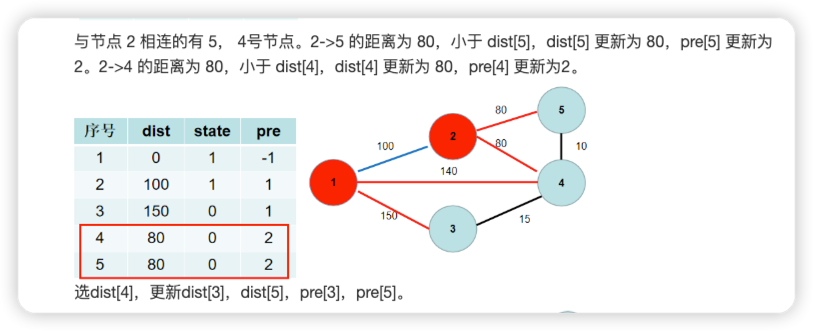 与节点 2 相连的有 5， 4号节点。2->5 的距离为 80，小于 dist[5]，dist[5] 更新为 80，pre[5] 更新为
2。2->4 的距离为 80，小于 dist[4]，dist[4] 更新为 80，pre[4] 更新为2。
序号 dist state pre
1 0 1 -1
2 100 1 1
3 150 0 1
4 80 0 2
5 80 0 2
5
80
2
80
10
100
140
1
4
150
15
3
选dist[4]，更新dist[3]，dist[5]，pre[3]，pre[5]。